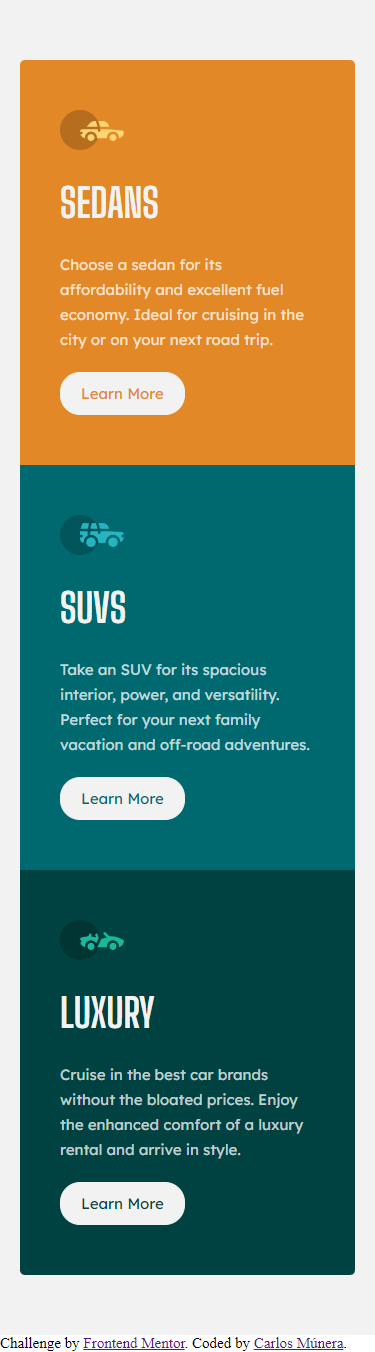 SEDANS
Choose a sedan for its
affordability and excellent fuel
economy. Ideal for cruising in the
city or on your next road trip.
Learn More
SUVS
Take an SUV for its spacious
interior, power, and versatility.
Perfect for your next family
vacation and off-road adventures.
Learn More
LUXURY
Cruise in the best car brands
without the bloated prices. Enjoy
the enhanced comfort of a luxury
rental and arrive in style.
Learn More
Challenge by Frontend Mentor. Coded by Carlos Múnera.